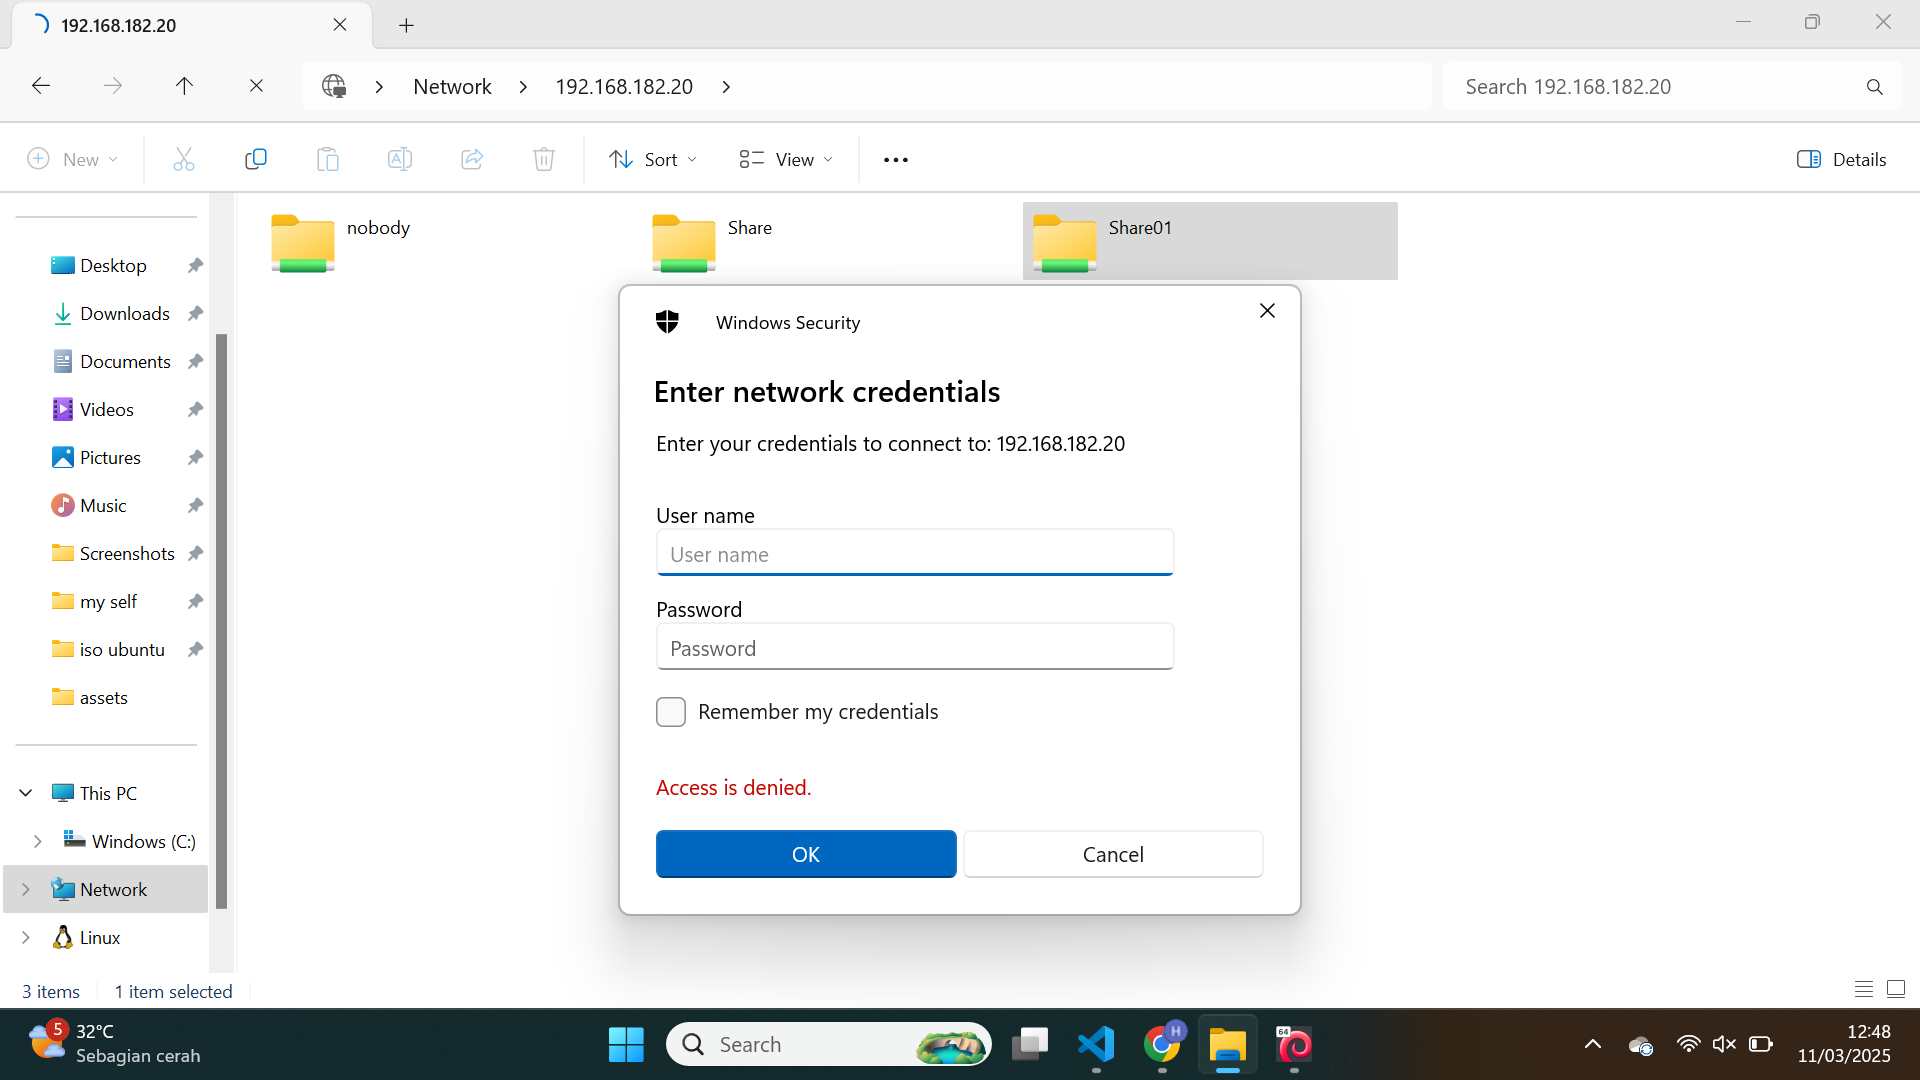 192.168.182.20
Network
192.168.182.20
Search 192.168.182.20
New
Sort
View
Details
nobody
Share
Share01
Desktop
Downloads
Documents
Videos
Pictures
Music
Screenshots
my self
iso ubuntu
assets
This PC
Windows (C:)
Network
Linux
Windows Security
Enter network credentials
Enter your credentials to connect to: 192.168.182.20
User name
User name
Password
Password
Remember my credentials
Access is denied.
OK
Cancel
3 items
1 item selected
5
32°C
Sebagian cerah
Search
H
64
12:48
11/03/2025